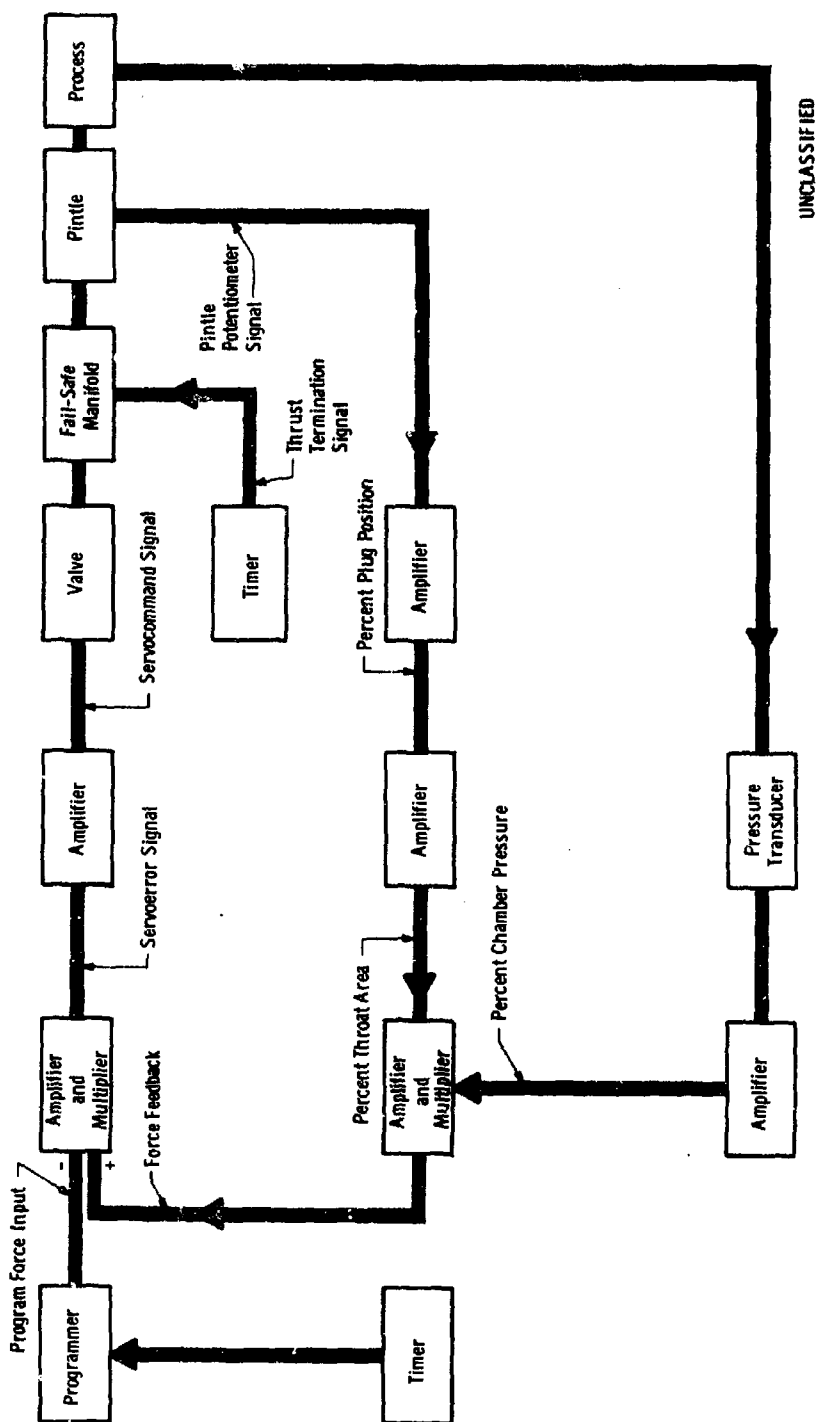 Programmer
Program Force Input
-
+
Amplifier
and
Multiplier
Servoerror Signal
Amplifier
Servocommand Signal
Valve
Fail-Safe
Manifold
Pintle
Process
Force Feedback
Timer
Thrust
Termination
Signal
Pintle
Potentiometer
Signal
Timer
Amplifier
and
Multiplier
Percent Throat Area
Amplifier
Percent Plug Position
Amplifier
Percent Chamber Pressure
Amplifier
Pressure
Transducer
UNCLASSIFIED